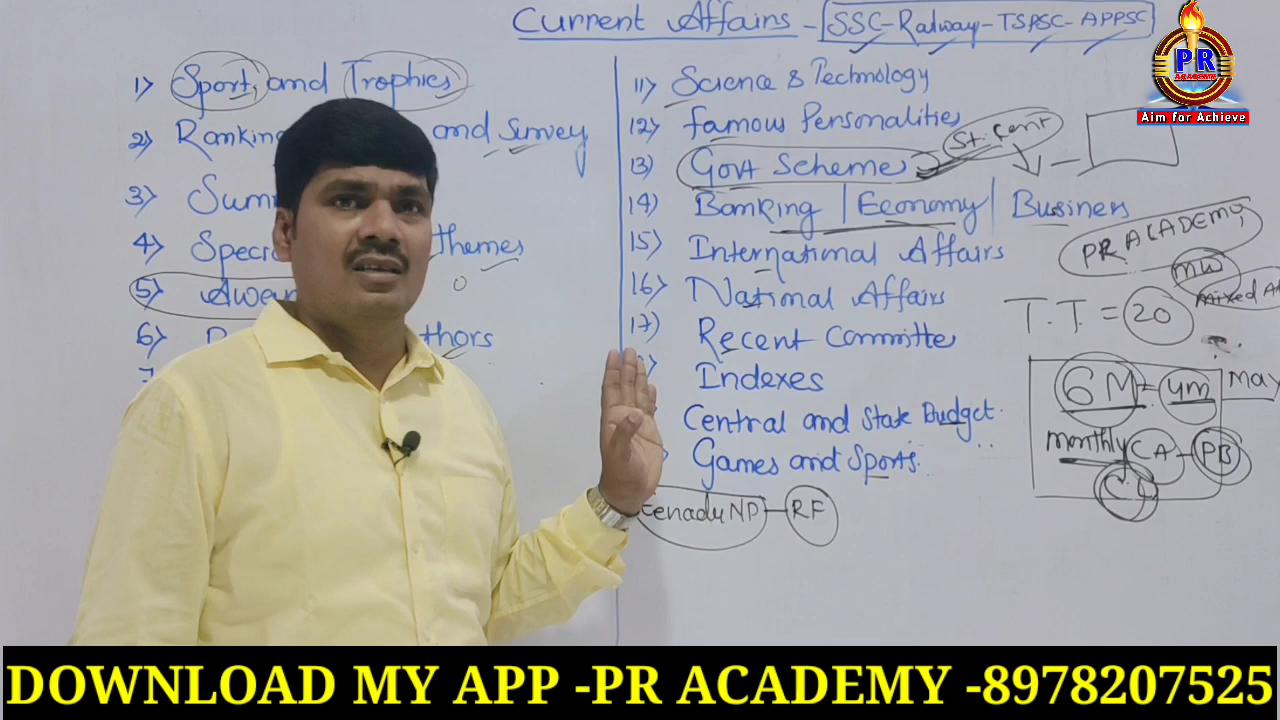 Current Affairs - SSC-Railway-TSPSC-APPSC
PR
ACADEMY
Aim for Achieve
1) Sport, and Trophies
2) Ranking and Survey
3) Sum
4) Speci themes
5) Awar
6) thors
11) Science & Technology
12) famous Personalities
13) Govt Scheme
St. Cent
14) Banking | Economy | Business
15) International Affairs
16) National Affairs
17) Recent Committe
Indexes
Central and State Budget.
Games and Sports.
eenadu NP - RF
PR ACADEMY
T.T. = 20
Mixed
6M = 4m May
monthly CA - PB
DOWNLOAD MY APP -PR ACADEMY -8978207525